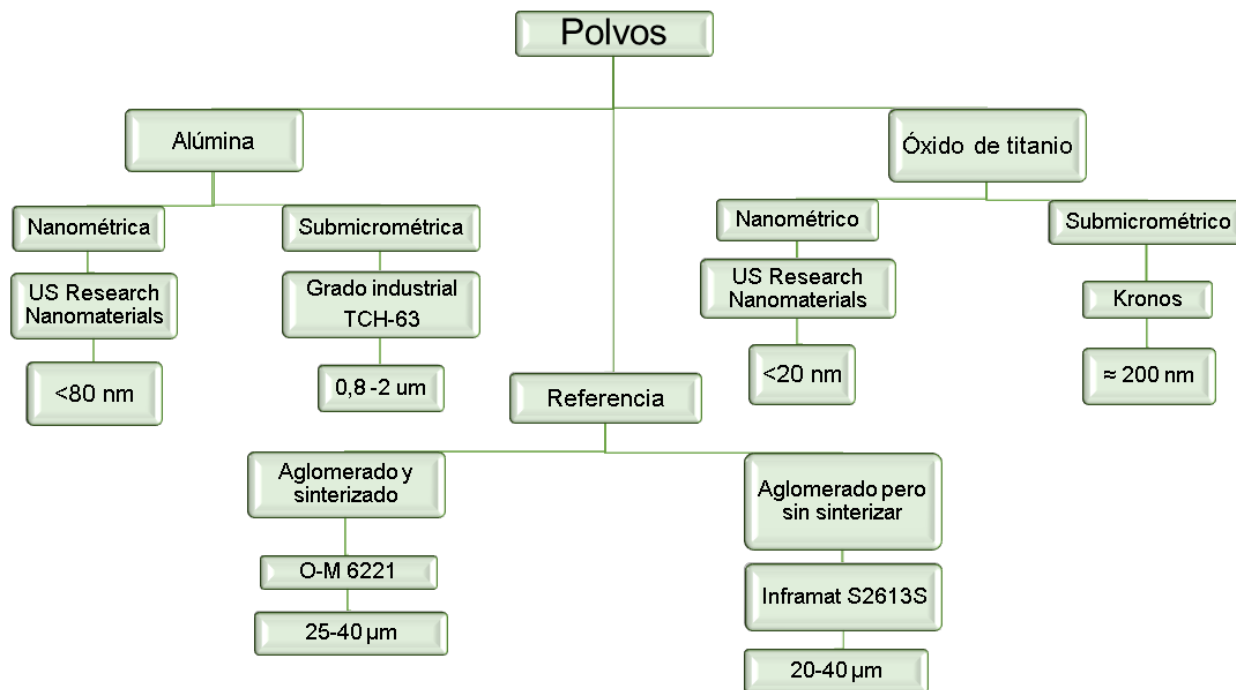 Polvos
Alúmina
Óxido de titanio
Nanométrica
Submicrométrica
Nanométrico
Submicrométrico
US Research
Nanomaterials
Grado industrial
TCH-63
US Research
Nanomaterials
Kronos
<80 nm
0,8 -2 um
<20 nm
≈ 200 nm
Referencia
Aglomerado y
sinterizado
Aglomerado pero
sin sinterizar
O-M 6221
Inframat S2613S
25-40 µm
20-40 µm